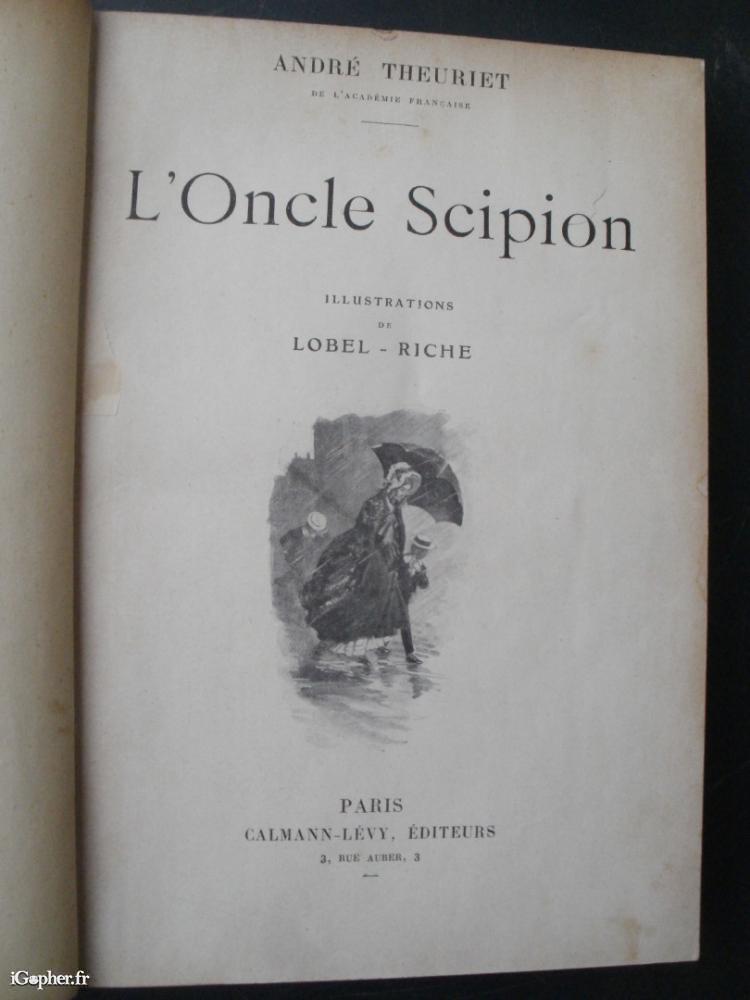 ANDRÉ THEURIET
DE L'ACADÉMIE FRANÇAISE
L'Oncle Scipion
ILLUSTRATIONS
DE
LOBEL - RICHE
PARIS
CALMANN-LÉVY, ÉDITEURS
3, RUE AUBER, 3
iGopher.fr